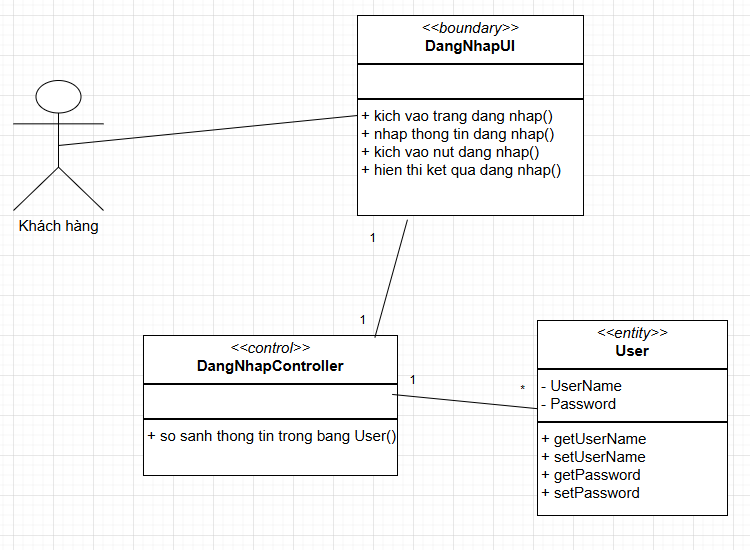 <<boundary>>
DangNhapUI
+ kich vao trang dang nhap()
+ nhap thong tin dang nhap()
+ kich vao nut dang nhap()
+ hien thi ket qua dang nhap()
Khách hàng
1
1
<<control>>
DangNhapController
+ so sanh thong tin trong bang User()
1
*
<<entity>>
User
- UserName
- Password
+ getUserName
+ setUserName
+ getPassword
+ setPassword